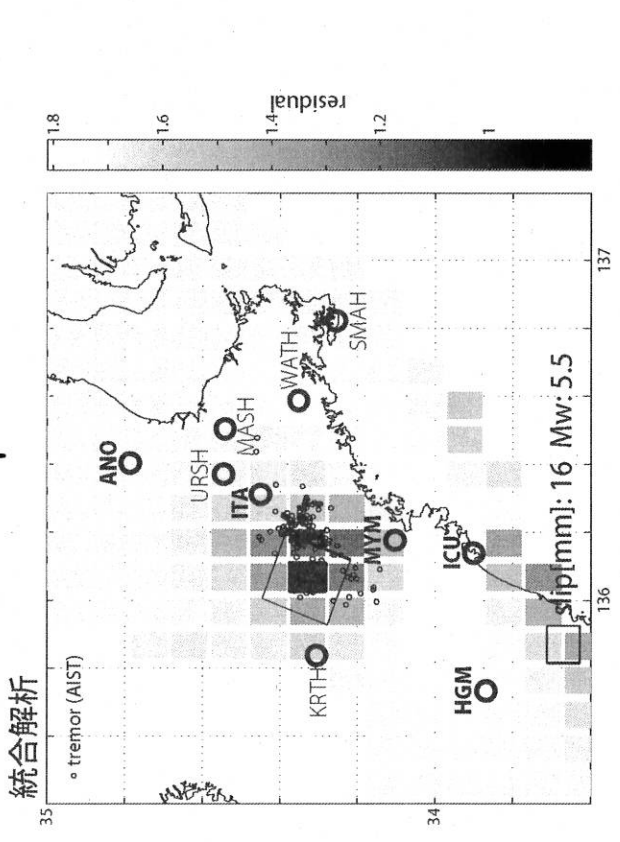 統合解析
tremor (AIST)
ANO
URSH
MASH
ITA
WATH
SMAH
KRTH
MYM
ICU
HGM
slip[mm]: 16 Mw: 5.5
35
34
136
137
residual
1.8
1.6
1.4
1.2
1